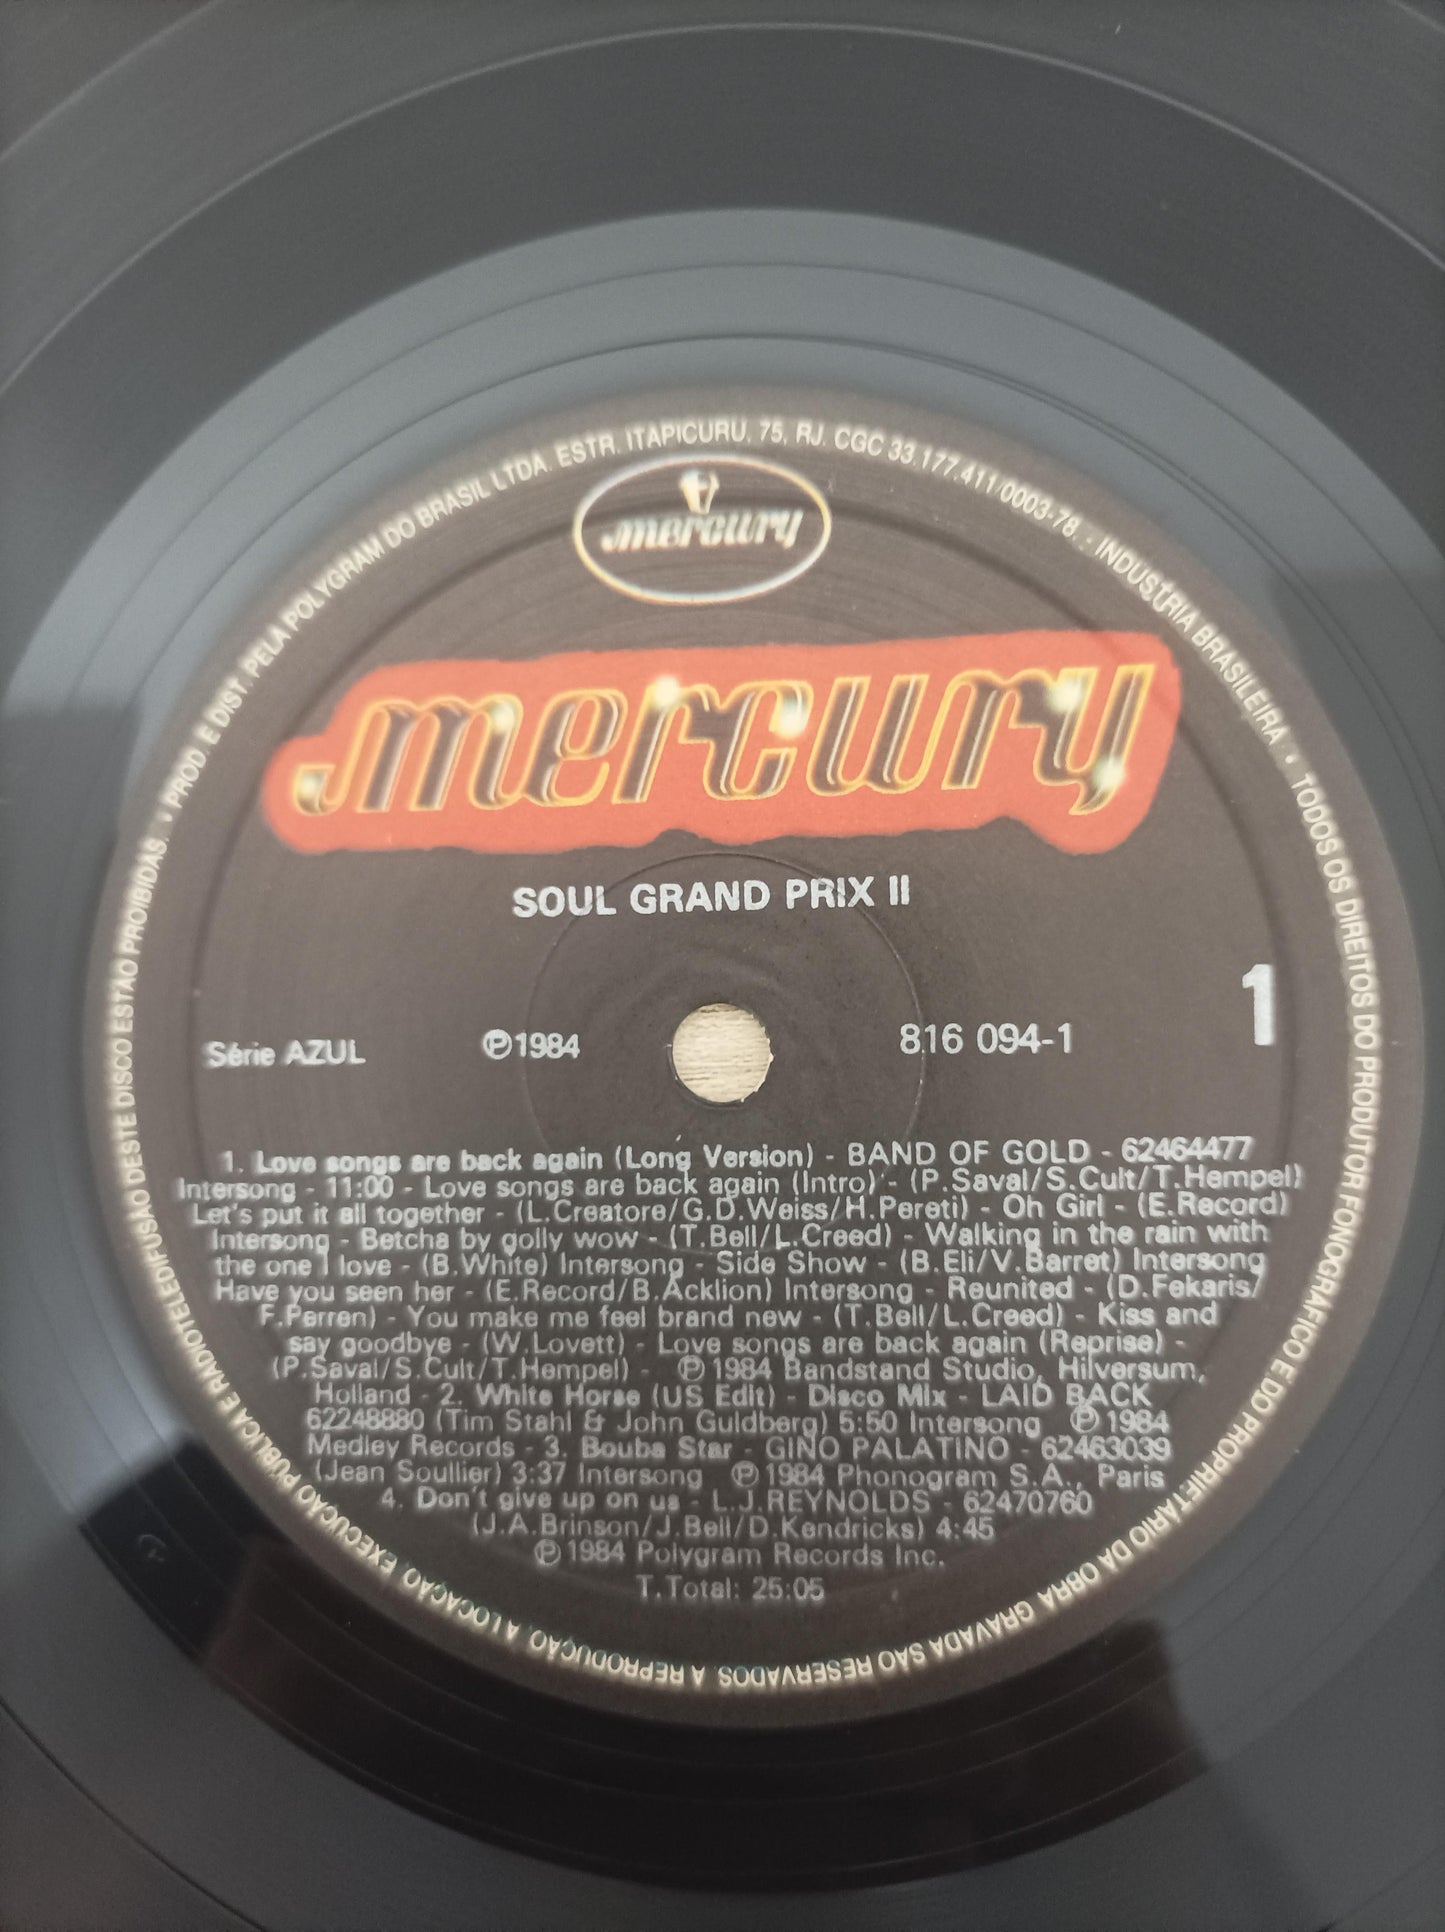 PROD. E DIST. PELA POLYGRAM DO BRASIL LTDA. ESTR. ITAPICURU, 75, RJ. CGC 33.177.411/0003-78. • INDUSTRIA BRASILEIRA • TODOS OS DIREITOS DO PRODUTOR FONOGRAFICO E DO PROPRIETARIO DA OBRA GRAVADA SAO RESERVADOS. A REPRODUÇAO, A LOCAÇAO, EXECUÇAO PUBLICA E RADIOTELEDIFUSAO DESTE DISCO ESTAO PROIBIDAS. •
mercury
mercury
SOUL GRAND PRIX II
1
Série AZUL ℗1984 816 094-1
1. Love songs are back again (Long Version) - BAND OF GOLD - 62464477
Intersong - 11:00 - Love songs are back again (Intro) - (P.Saval/S.Cult/T.Hempel)
Let's put it all together - (L.Creatore/G.D.Weiss/H.Pereti) - Oh Girl - (E.Record)
Intersong - Betcha by golly wow - (T.Bell/L.Creed) - Walking in the rain with
the one I love - (B.White) Intersong - Side Show - (B.Eli/V.Barret) Intersong
Have you seen her - (E.Record/B.Acklion) Intersong - Reunited - (D.Fekaris/
F.Perren) - You make me feel brand new - (T.Bell/L.Creed) - Kiss and
say goodbye - (W.Lovett) - Love songs are back again (Reprise) -
(P.Saval/S.Cult/T.Hempel) - ℗1984 Bandstand Studio, Hilversum,
Holland - 2. White Horse (US Edit) - Disco Mix - LAID BACK
62248880 (Tim Stahl & John Guldberg) 5:50 Intersong ℗1984
Medley Records - 3. Bouba Star - GINO PALATINO - 62463039
(Jean Soullier) 3:37 Intersong ℗1984 Phonogram S.A., Paris
4. Don't give up on us - L.J.REYNOLDS - 62470760
(J.A.Brinson/J.Bell/D.Kendricks) 4:45
℗1984 Polygram Records Inc.
T.Total: 25:05